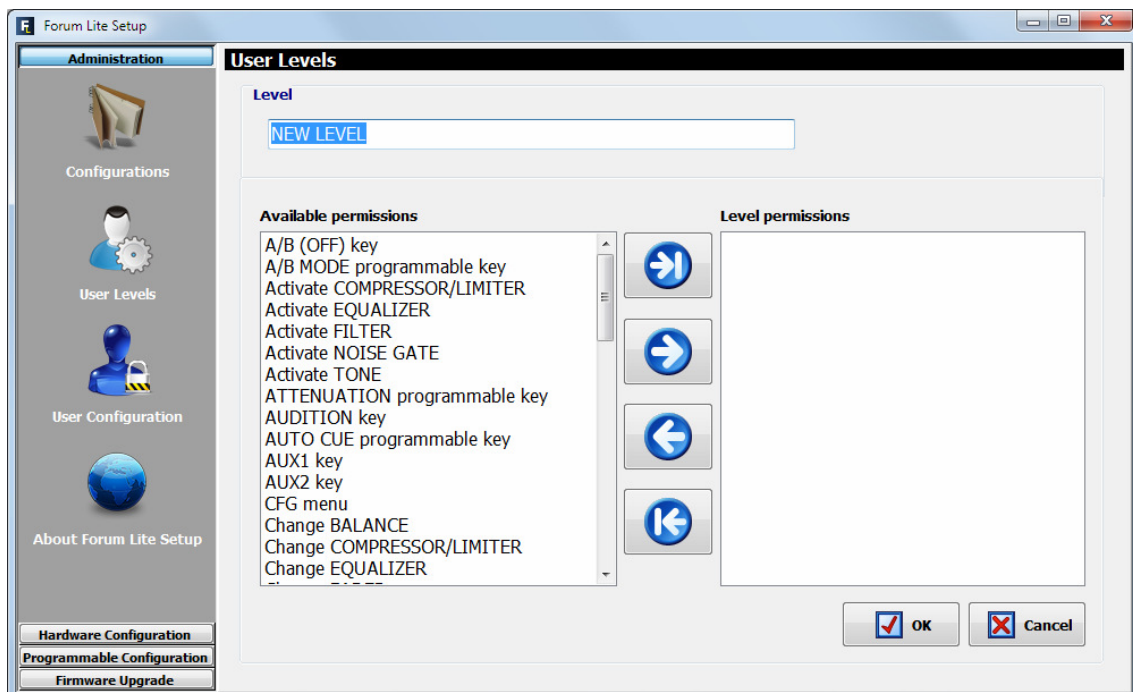 Forum Lite Setup
Administration
Configurations
User Levels
User Configuration
About Forum Lite Setup
Hardware Configuration
Programmable Configuration
Firmware Upgrade
User Levels
Level
NEW LEVEL
Available permissions
A/B (OFF) key
A/B MODE programmable key
Activate COMPRESSOR/LIMITER
Activate EQUALIZER
Activate FILTER
Activate NOISE GATE
Activate TONE
ATTENUATION programmable key
AUDITION key
AUTO CUE programmable key
AUX1 key
AUX2 key
CFG menu
Change BALANCE
Change COMPRESSOR/LIMITER
Change EQUALIZER
Level permissions
OK
Cancel